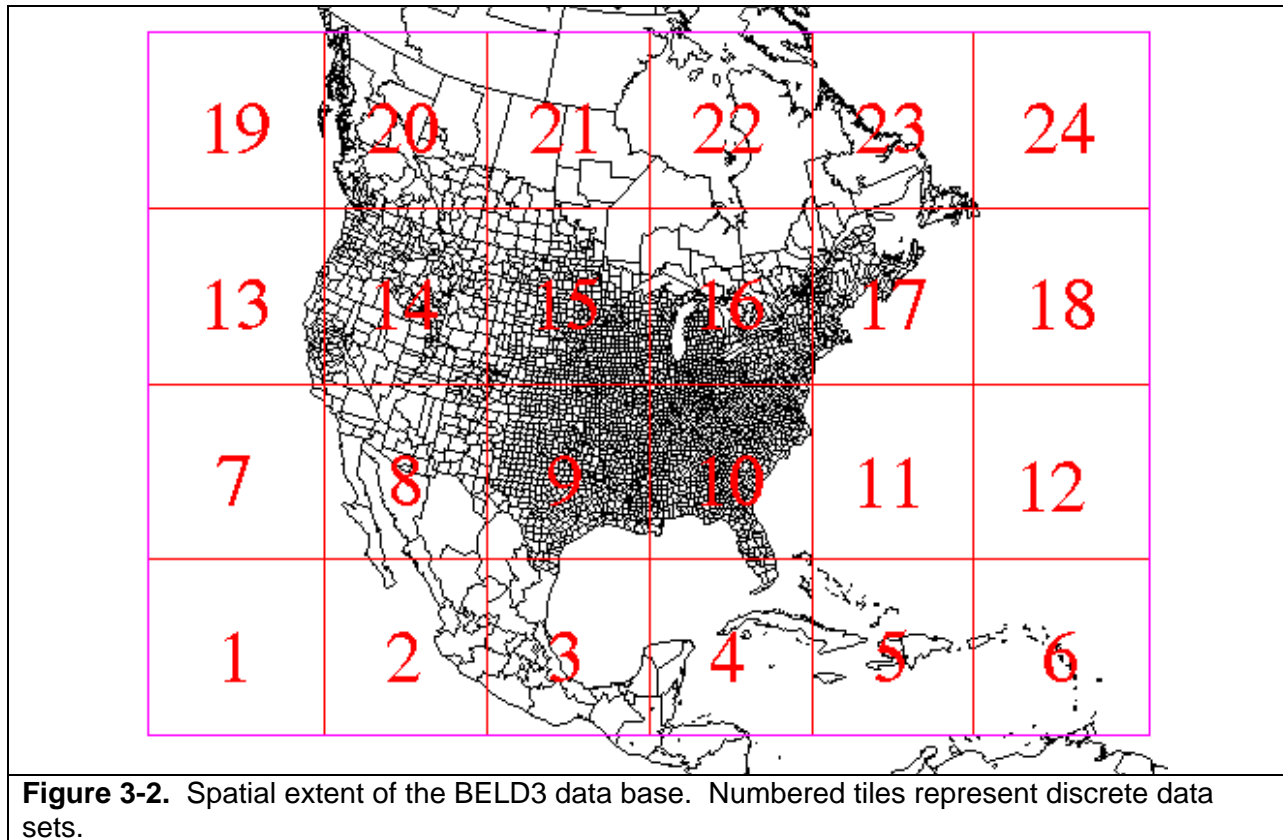 19 20 21 22 23 24
13 14 15 16 17 18
7 8 9 10 11 12
1 2 3 4 5 6
Figure 3-2. Spatial extent of the BELD3 data base. Numbered tiles represent discrete data
sets.